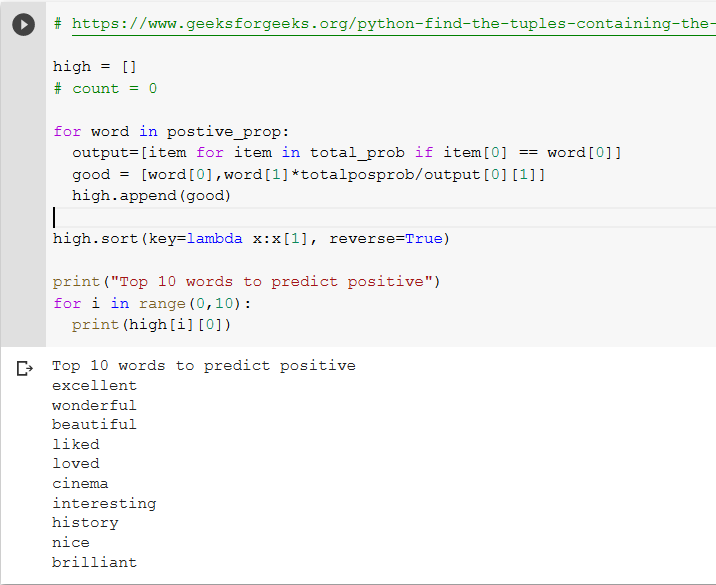 # https://www.geeksforgeeks.org/python-find-the-tuples-containing-the-
high = []
# count = 0
for word in postive_prop:
output=[item for item in total_prob if item[0] == word[0]]
good = [word[0],word[1]*totalposprob/output[0][1]]
high.append(good)
high.sort(key=lambda x:x[1], reverse=True)
print("Top 10 words to predict positive")
for i in range(0,10):
print(high[i][0])
Top 10 words to predict positive
excellent
wonderful
beautiful
liked
loved
cinema
interesting
history
nice
brilliant